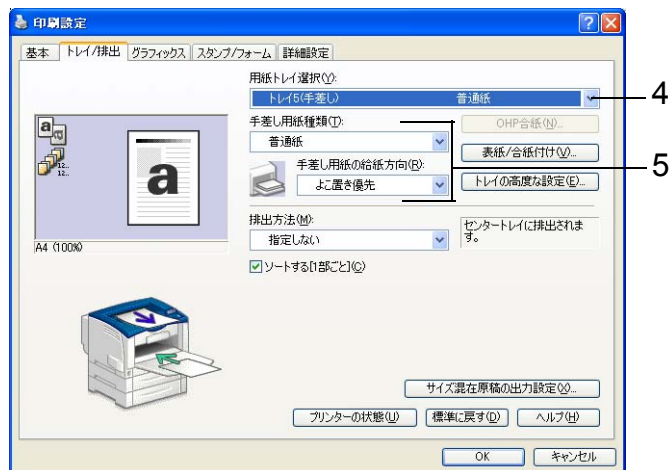 印刷設定
基本 トレイ/排出 グラフィックス スタンプ/フォーム 詳細設定
用紙トレイ選択(Y):
トレイ5(手差し) 普通紙
4
手差し用紙種類(T):
普通紙
OHP合紙(N)...
表紙/合紙付け(V)...
5
手差し用紙の給紙方向(R):
よこ置き優先
トレイの高度な設定(E)...
a
a
12..
12..
A4 (100%)
排出方法(M):
指定しない
センタートレイに排出されます。
ソートする[1部ごと](C)
サイズ混在原稿の出力設定(X)...
プリンターの状態(U) 標準に戻す(D) ヘルプ(H)
OK キャンセル